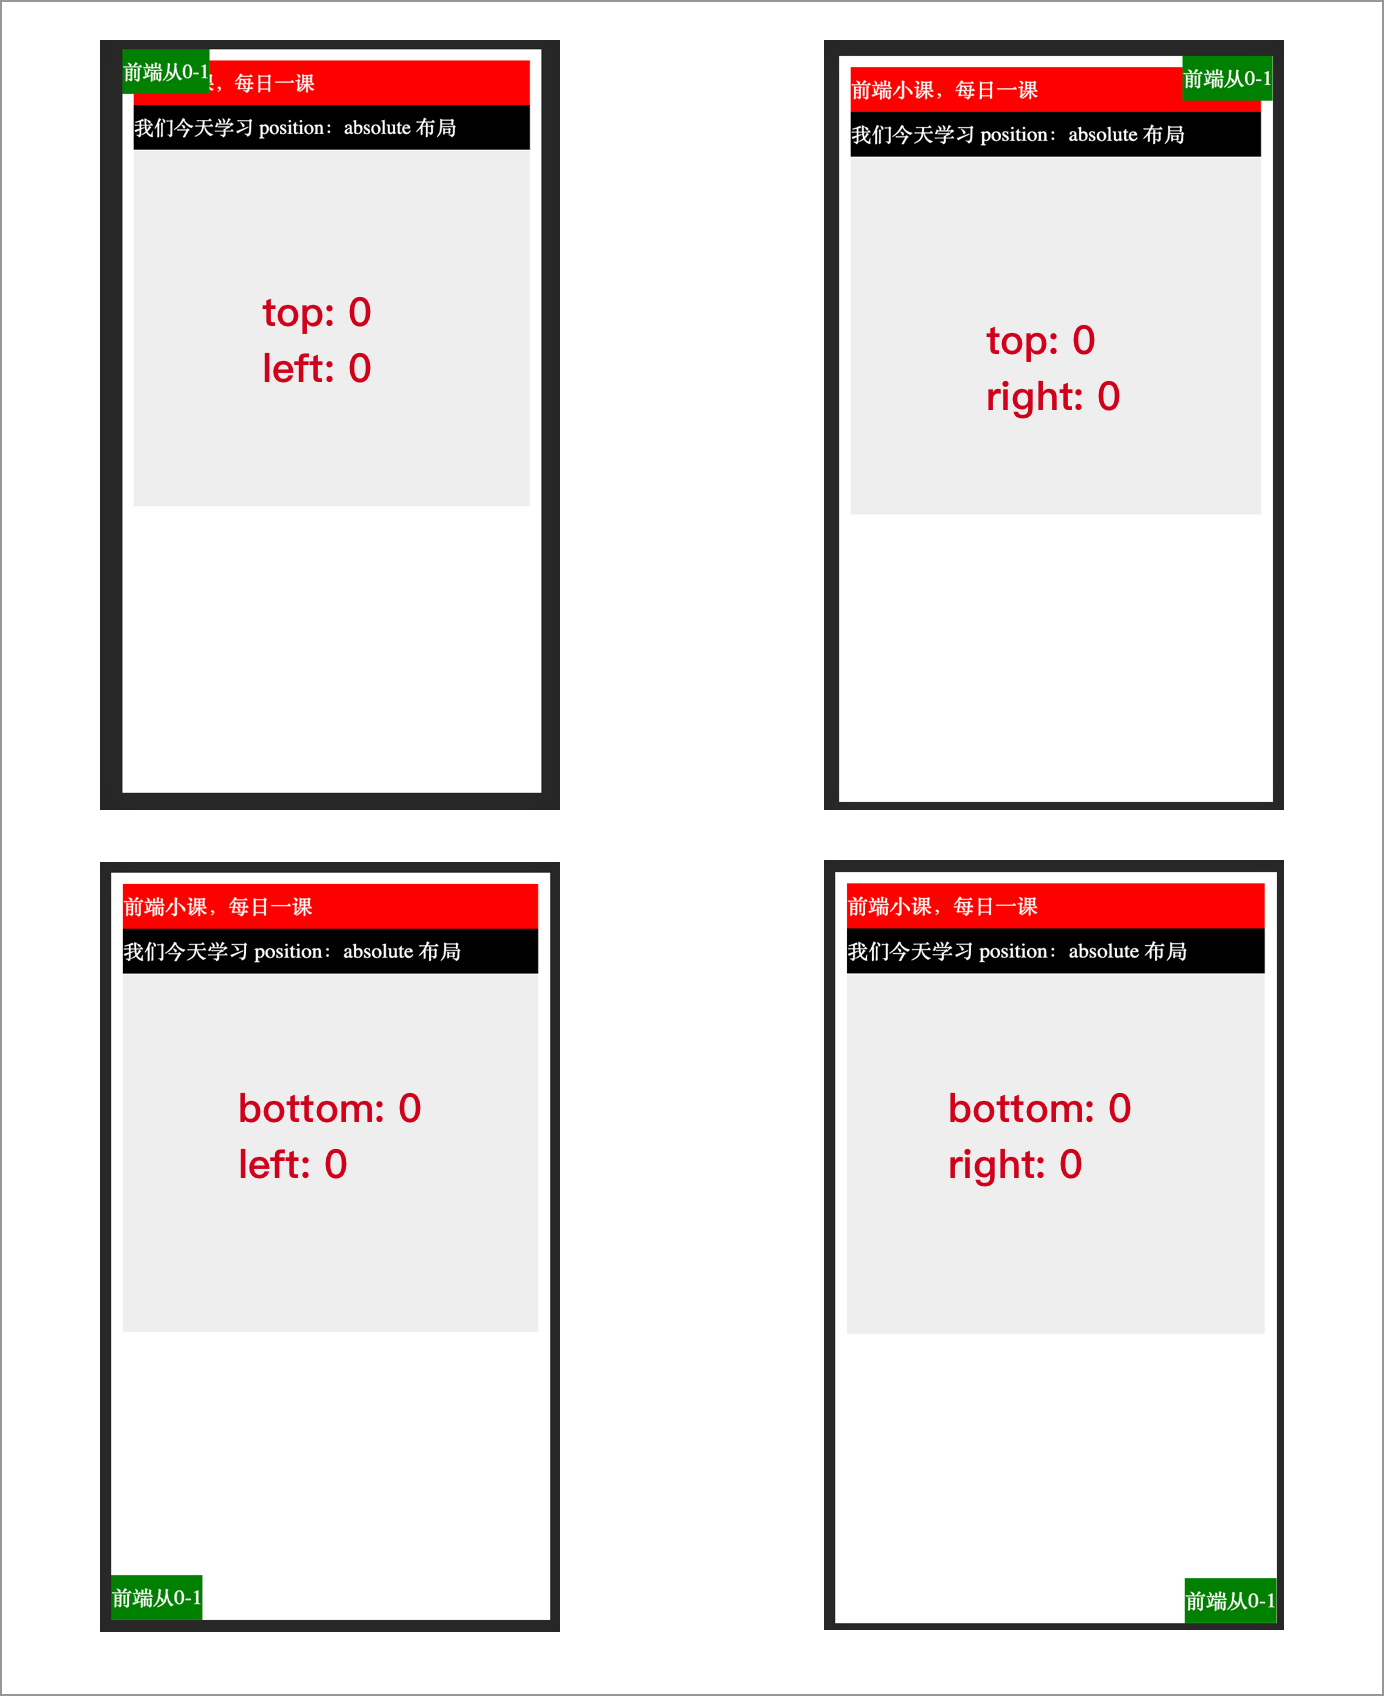 前端从0-1
，每日一课
我们今天学习 position：absolute 布局
top: 0
left: 0
前端从0-1
前端小课，每日一课
我们今天学习 position：absolute 布局
top: 0
right: 0
前端小课，每日一课
我们今天学习 position：absolute 布局
bottom: 0
left: 0
前端从0-1
前端小课，每日一课
我们今天学习 position：absolute 布局
bottom: 0
right: 0
前端从0-1